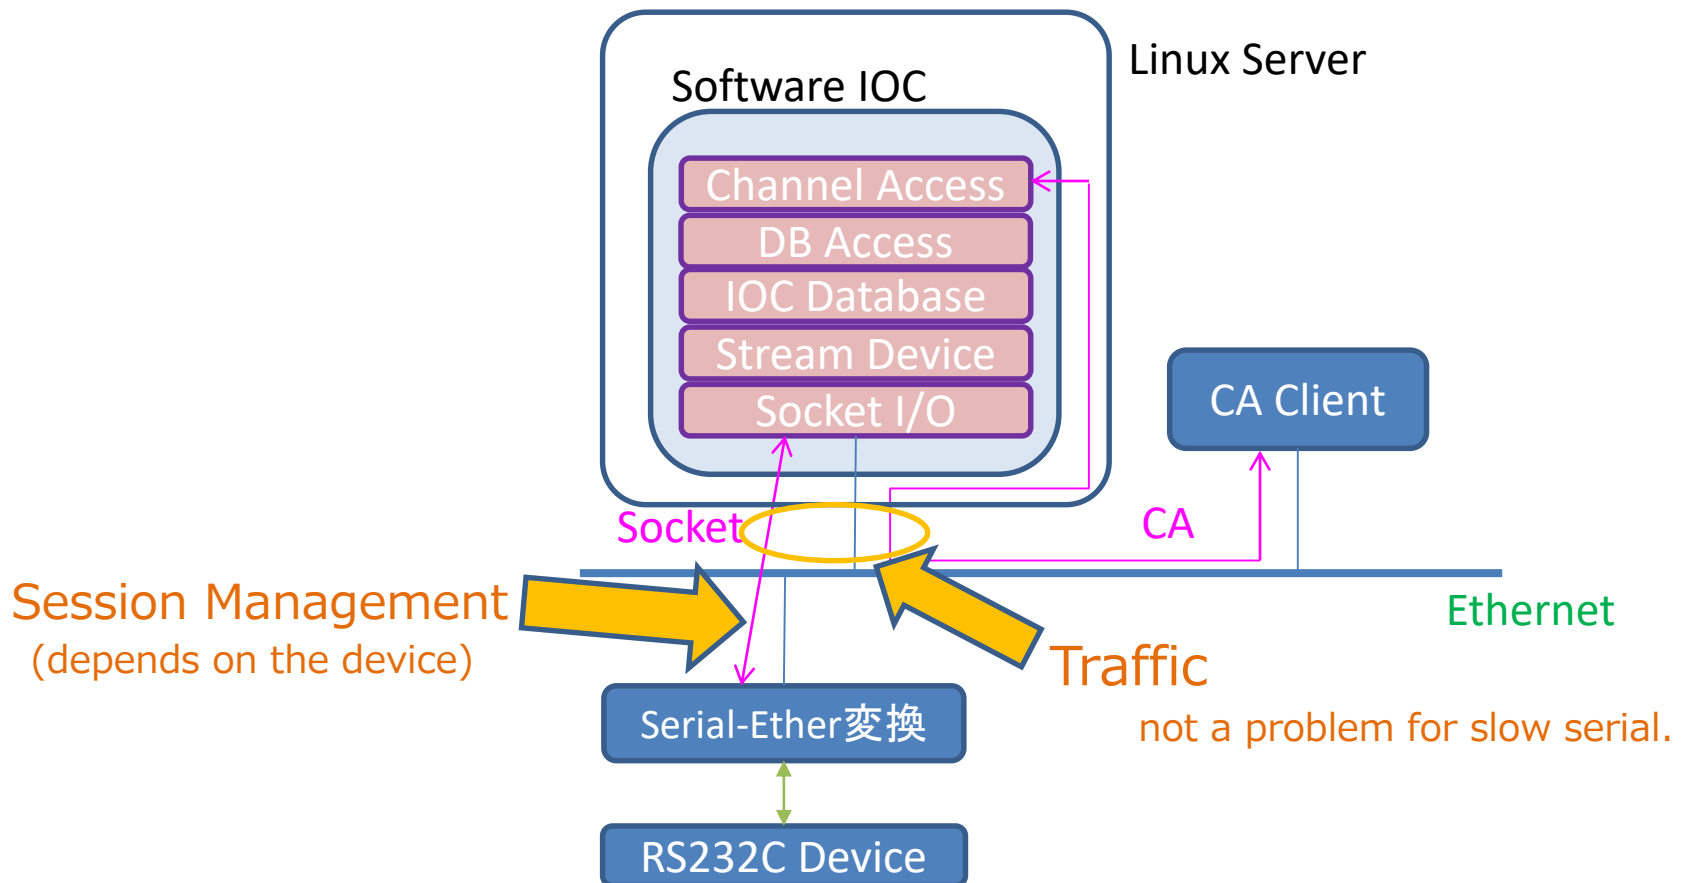 Linux Server
Software IOC
Channel Access
DB Access
IOC Database
Stream Device
Socket I/O
CA Client
Socket
CA
Session Management
(depends on the device)
Ethernet
Traffic
not a problem for slow serial.
Serial-Ether変換
RS232C Device